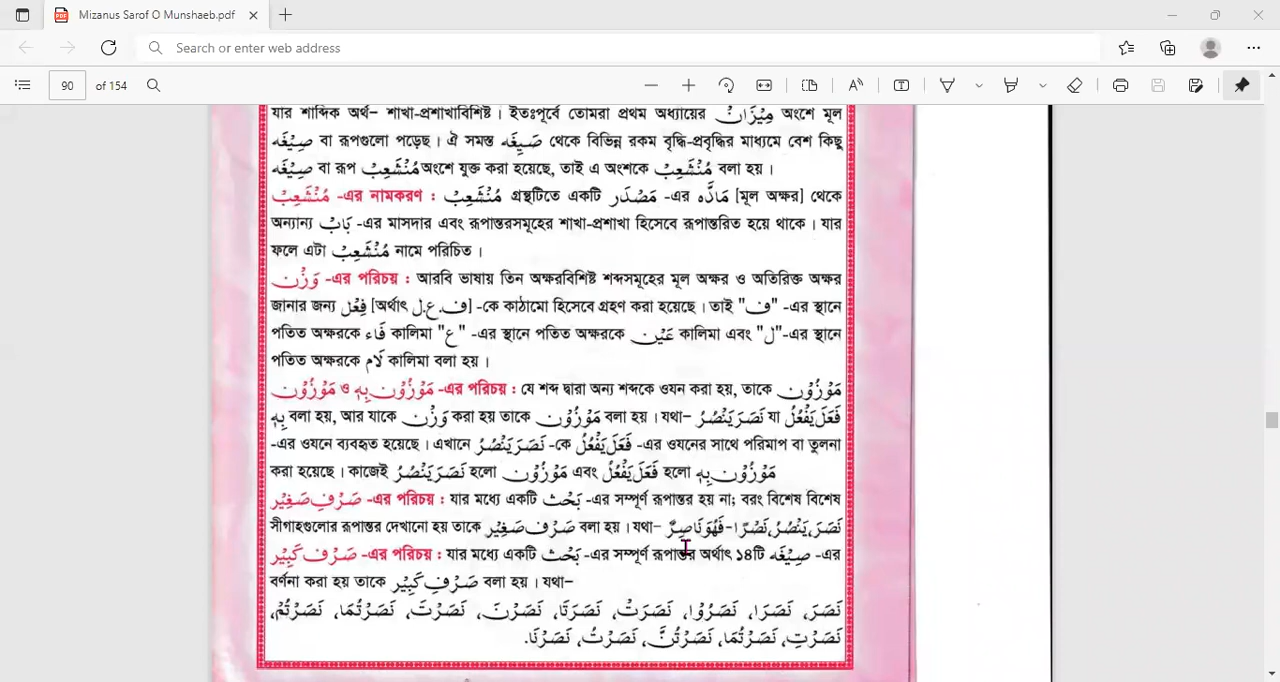 Mizanus Sarof O Munshaeb.pdf
Search or enter web address
90 of 154
যার শাব্দিক অর্থ– শাখা-প্রশাখাবিশিষ্ট। ইতঃপূর্বে তোমরা প্রথম অধ্যায়ের مِيْزَانٌ অংশে মূল
صِيْغَه বা রূপগুলো পড়েছ। ঐ সমস্ত صَيِغَه থেকে বিভিন্ন রকম বৃদ্ধি-প্রবৃদ্ধির মাধ্যমে বেশ কিছু
صِيْغَه বা রূপ مُنْشَعِبْ অংশে যুক্ত করা হয়েছে, তাই এ অংশকে مُنْشَعِبْ বলা হয়।
مُنْشَعِبْ -এর নামকরণ : مُنْشَعِبْ গ্রন্থটিতে একটি مَصْدَر -এর مَادَّه [মূল অক্ষর] থেকে
অন্যান্য بَابْ -এর মাসদার এবং রূপান্তরসমূহের শাখা-প্রশাখা হিসেবে রূপান্তরিত হয়ে থাকে। যার
ফলে এটা مُنْشَعِبْ নামে পরিচিত।
وَزْن -এর পরিচয় : আরবি ভাষায় তিন অক্ষরবিশিষ্ট শব্দসমূহের মূল অক্ষর ও অতিরিক্ত অক্ষর
জানার জন্য فِعْل [অর্থাৎ ف.ع.ل] -কে কাঠামো হিসেবে গ্রহণ করা হয়েছে। তাই "ف" -এর স্থানে
পতিত অক্ষরকে فَاء কালিমা "ع" -এর স্থানে পতিত অক্ষরকে عَيْن কালিমা এবং "ل"-এর স্থানে
পতিত অক্ষরকে لَام কালিমা বলা হয়।
مَوْزُوْن ও مَوْزُوْن بِهٖ -এর পরিচয় : যে শব্দ দ্বারা অন্য শব্দকে ওযন করা হয়, তাকে مَوْزُوْن
بِهٖ বলা হয়, আর যাকে وَزْن করা হয় তাকে مَوْزُوْن বলা হয়। যথা– نَصَرَ يَنْصُرُ যা فَعَلَ يَفْعُلُ
-এর ওযনে ব্যবহৃত হয়েছে। এখানে نَصَرَ يَنْصُرُ -কে فَعَلَ يَفْعُلُ -এর ওযনের সাথে পরিমাপ বা তুলনা
করা হয়েছে। কাজেই نَصَرَ يَنْصُرُ হলো مَوْزُوْن এবং فَعَلَ يَفْعُلُ হলো مَوْزُوْن بِهٖ
صَرْفِ صَغِيْر -এর পরিচয় : যার মধ্যে একটি بَحْث -এর সম্পূর্ণ রূপান্তর হয় না; বরং বিশেষ বিশেষ
সীগাহগুলোর রূপান্তর দেখানো হয় তাকে صَرْف صَغِيْر বলা হয়। যথা– نَصَرَ، يَنْصُرُ، نَصْرًا-فَهُوَ نَاصِرٌ
صَرْف كَبِيْر -এর পরিচয় : যার মধ্যে একটি بَحْث -এর সম্পূর্ণ রূপান্তর অর্থাৎ ১৪টি صِيْغَه -এর
বর্ণনা করা হয় তাকে صَرْفِ كَبِيْر বলা হয়। যথা–
نَصَرَ، نَصَرَا، نَصَرُوْا، نَصَرَتْ، نَصَرَتَا، نَصَرْنَ، نَصَرْتَ، نَصَرْتُمَا، نَصَرْتُمْ،
نَصَرْتِ، نَصَرْتُمَا، نَصَرْتُنَّ، نَصَرْتُ، نَصَرْنَا.